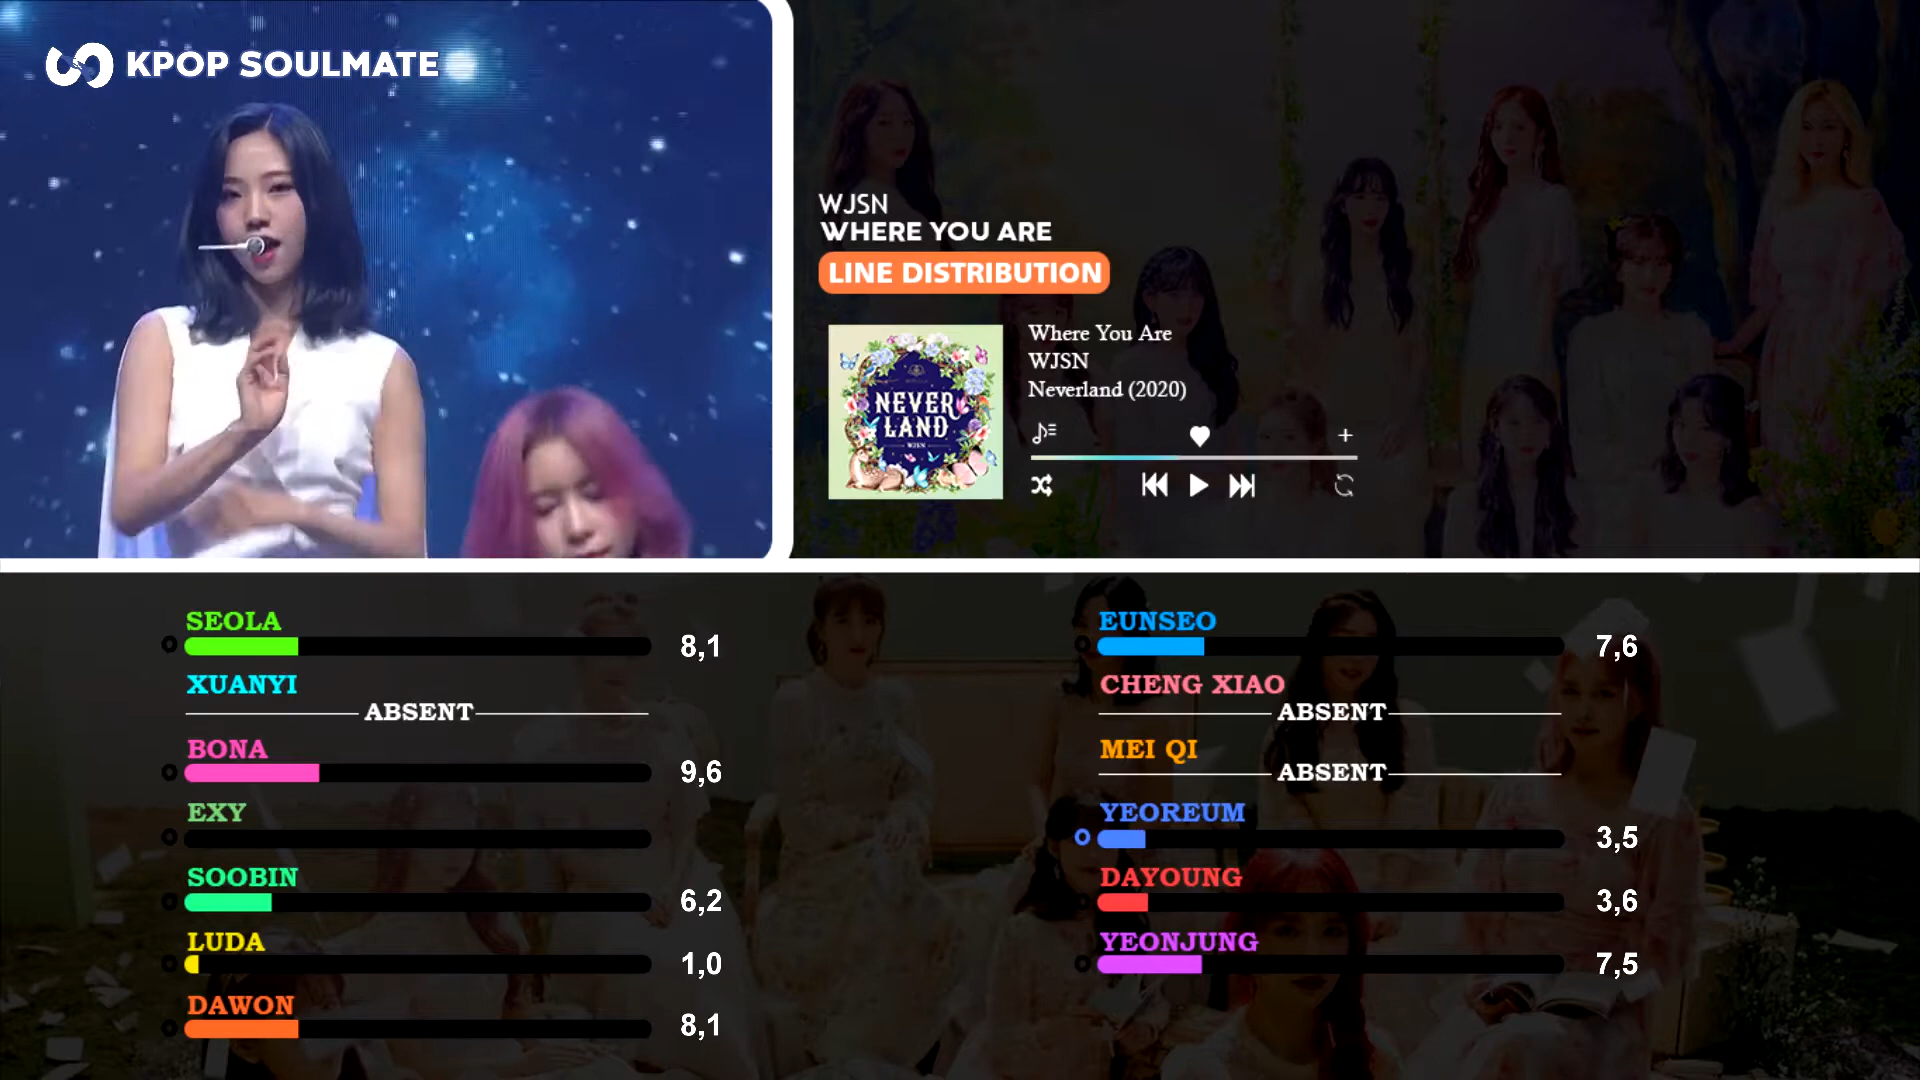 KPOP SOULMATE
WJSN
WHERE YOU ARE
LINE DISTRIBUTION
NEVER
LAND
WJSN
Where You Are
WJSN
Neverland (2020)
SEOLA
8,1
XUANYI
ABSENT
BONA
9,6
EXY
SOOBIN
6,2
LUDA
1,0
DAWON
8,1
EUNSEO
7,6
CHENG XIAO
ABSENT
MEI QI
ABSENT
YEOREUM
3,5
DAYOUNG
3,6
YEONJUNG
7,5